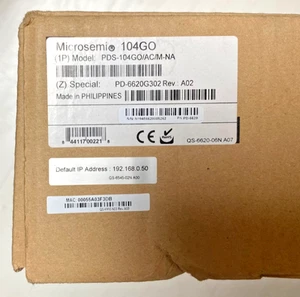 Microsemi 104GO
(1P) Model: PDS-104GO/AC/M-NA
(Z) Special: PD-6620G302 Rev: A02
Made in PHILIPPINES
QS-6620-06N A07
Default IP Address : 192.168.0.50
MAC